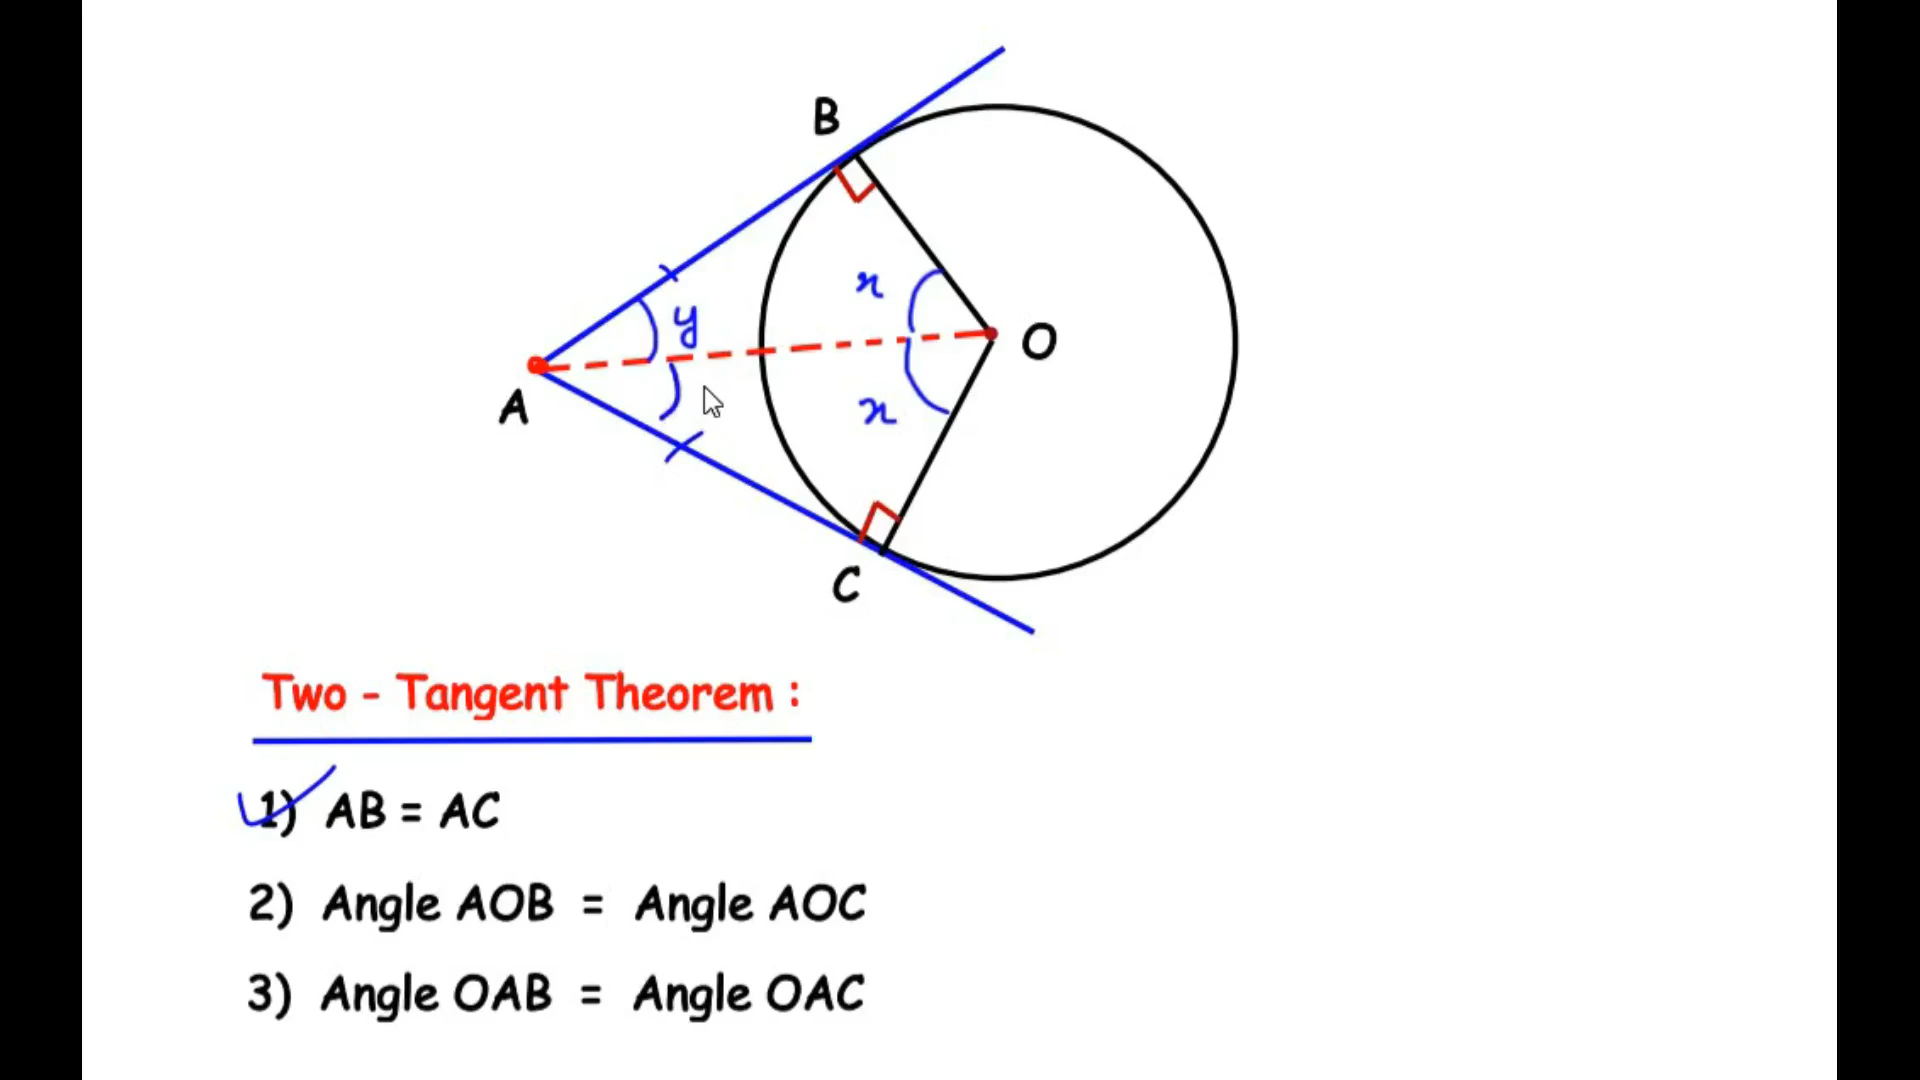 B
x
y
O
A
x
C
Two - Tangent Theorem :
1) AB = AC
2) Angle AOB = Angle AOC
3) Angle OAB = Angle OAC